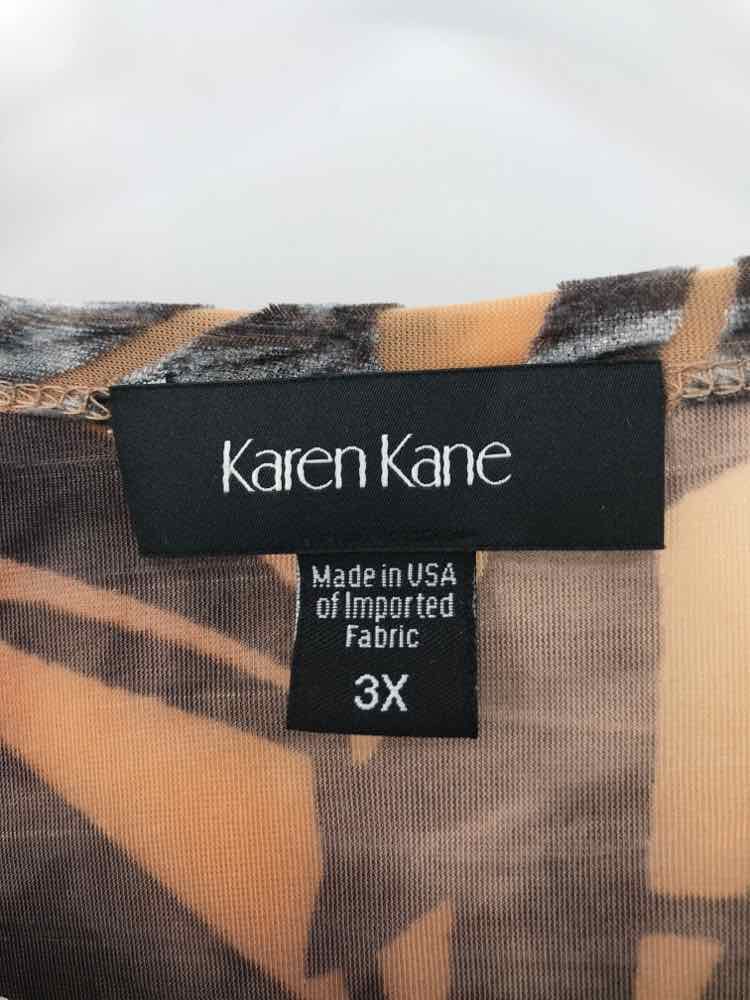 Karen Kane
Made in USA
of Imported
Fabric
3X